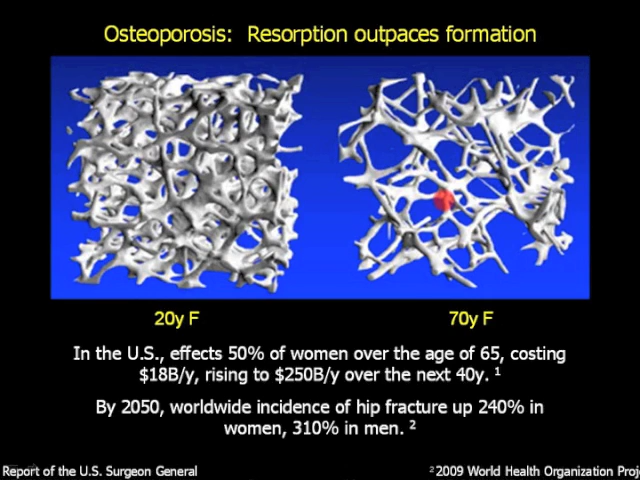 Osteoporosis: Resorption outpaces formation
20y F
70y F
In the U.S., effects 50% of women over the age of 65, costing
$18B/y, rising to $250B/y over the next 40y. ¹
By 2050, worldwide incidence of hip fracture up 240% in
women, 310% in men. ²
Report of the U.S. Surgeon General
² 2009 World Health Organization Proj